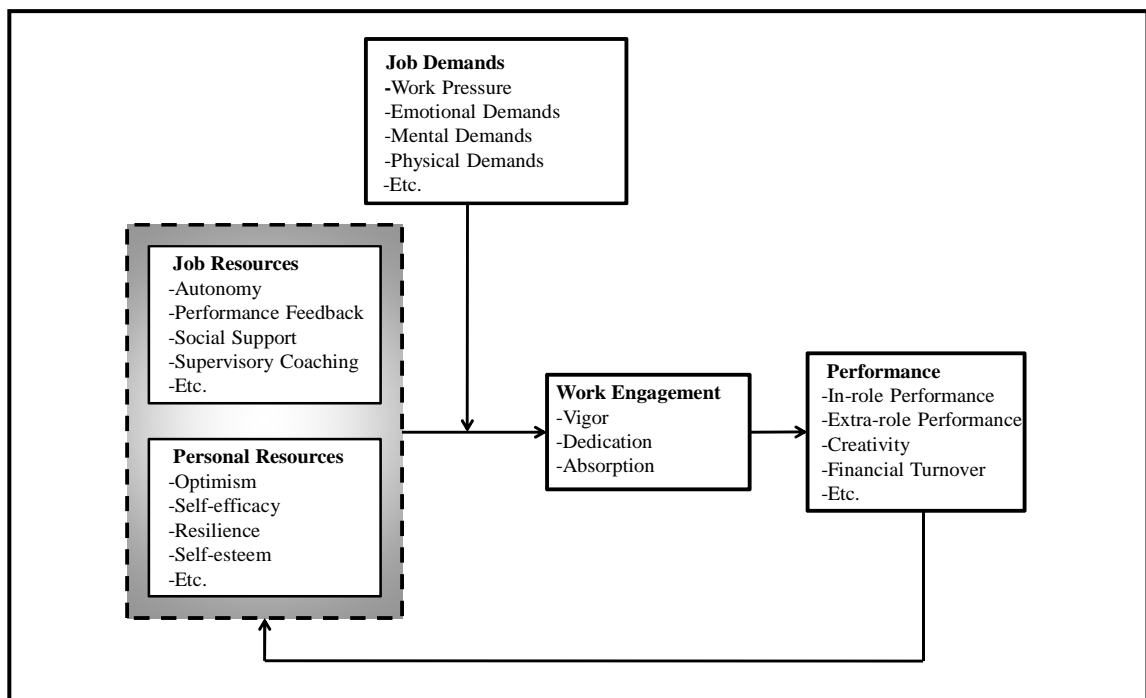 Job Demands
-Work Pressure
-Emotional Demands
-Mental Demands
-Physical Demands
-Etc.
Job Resources
-Autonomy
-Performance Feedback
-Social Support
-Supervisory Coaching
-Etc.
Personal Resources
-Optimism
-Self-efficacy
-Resilience
-Self-esteem
-Etc.
Work Engagement
-Vigor
-Dedication
-Absorption
Performance
-In-role Performance
-Extra-role Performance
-Creativity
-Financial Turnover
-Etc.